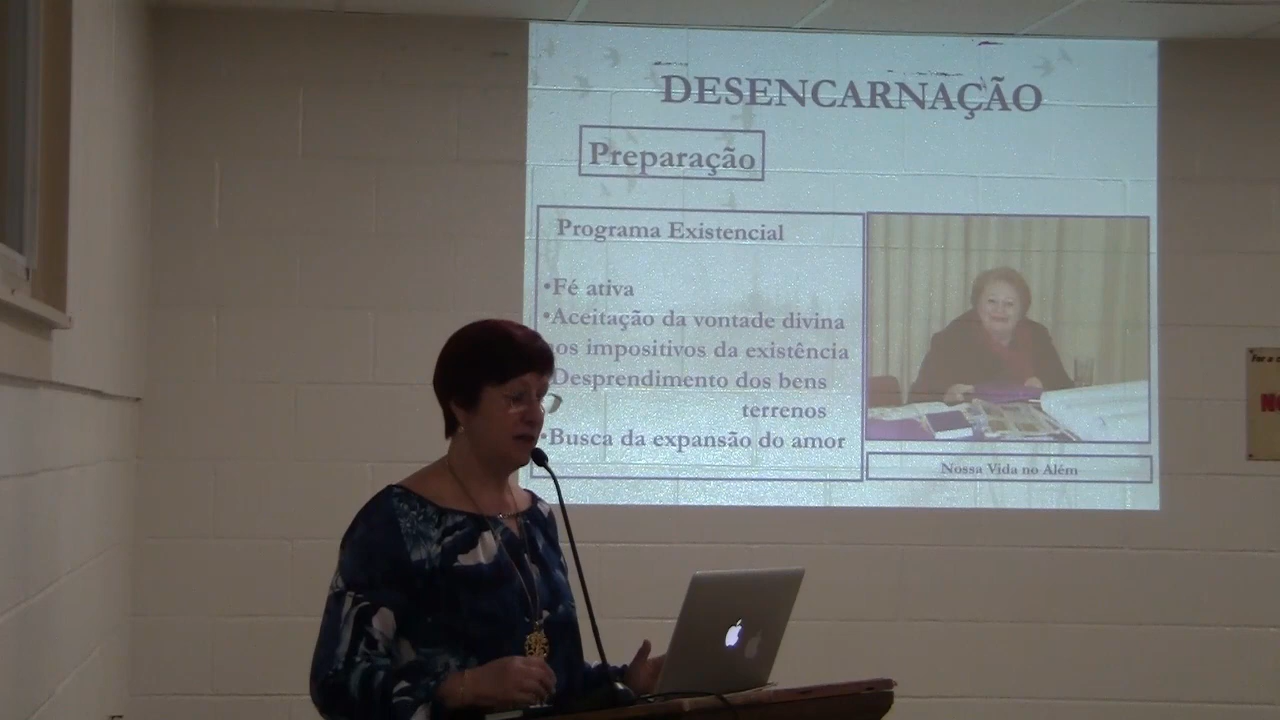 DESENCARNAÇÃO
Preparação
Programa Existencial
•Fé ativa
•Aceitação da vontade divina
nos impositivos da existência
Desprendimento dos bens
terrenos
•Busca da expansão do amor
Nossa Vida no Além